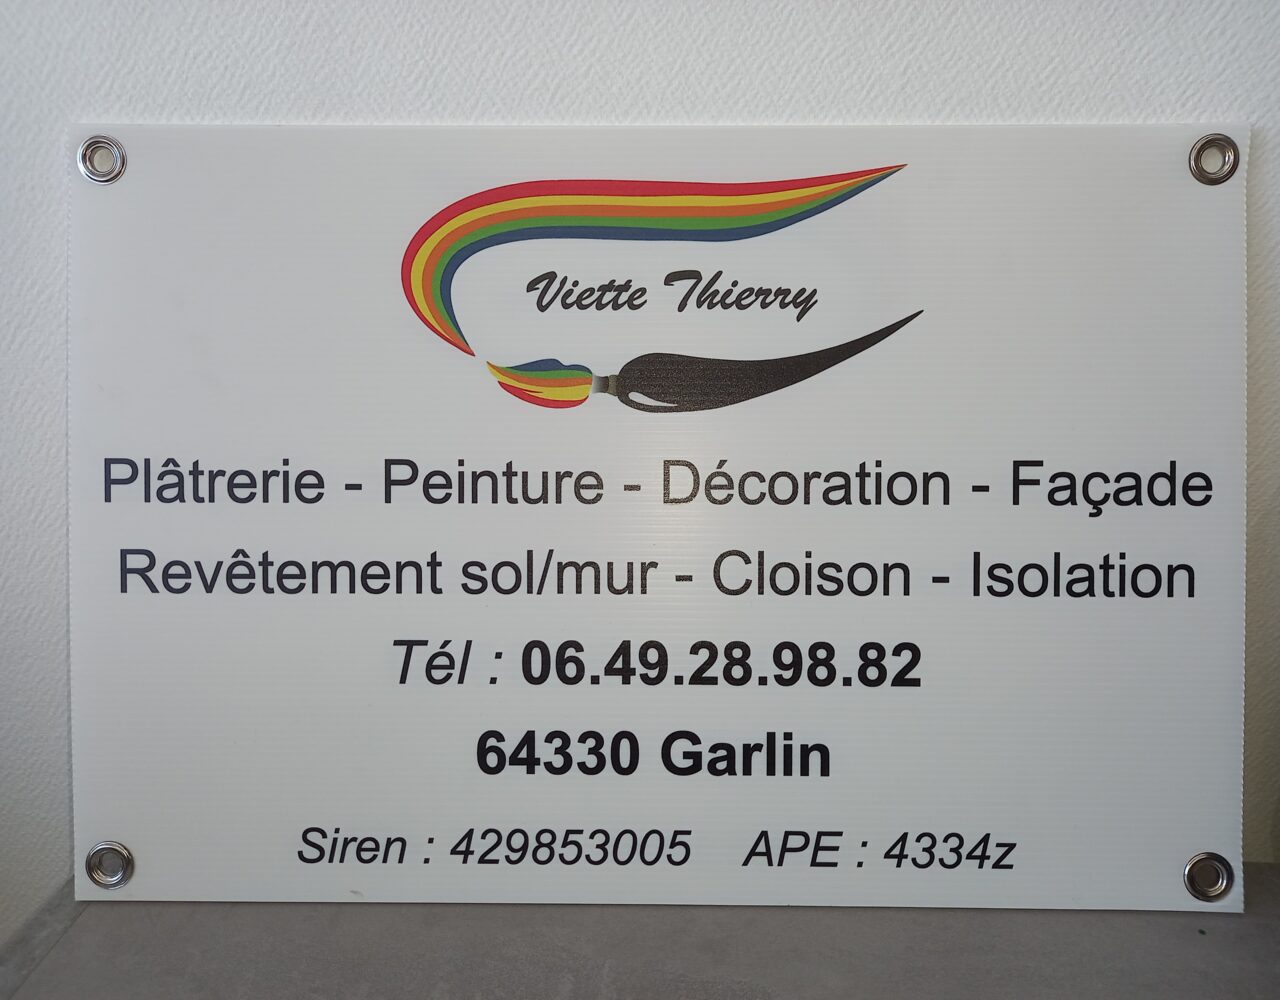 Viette Thierry
Plâtrerie - Peinture - Décoration - Façade
Revêtement sol/mur - Cloison - Isolation
Tél : 06.49.28.98.82
64330 Garlin
Siren : 429853005 APE : 4334z